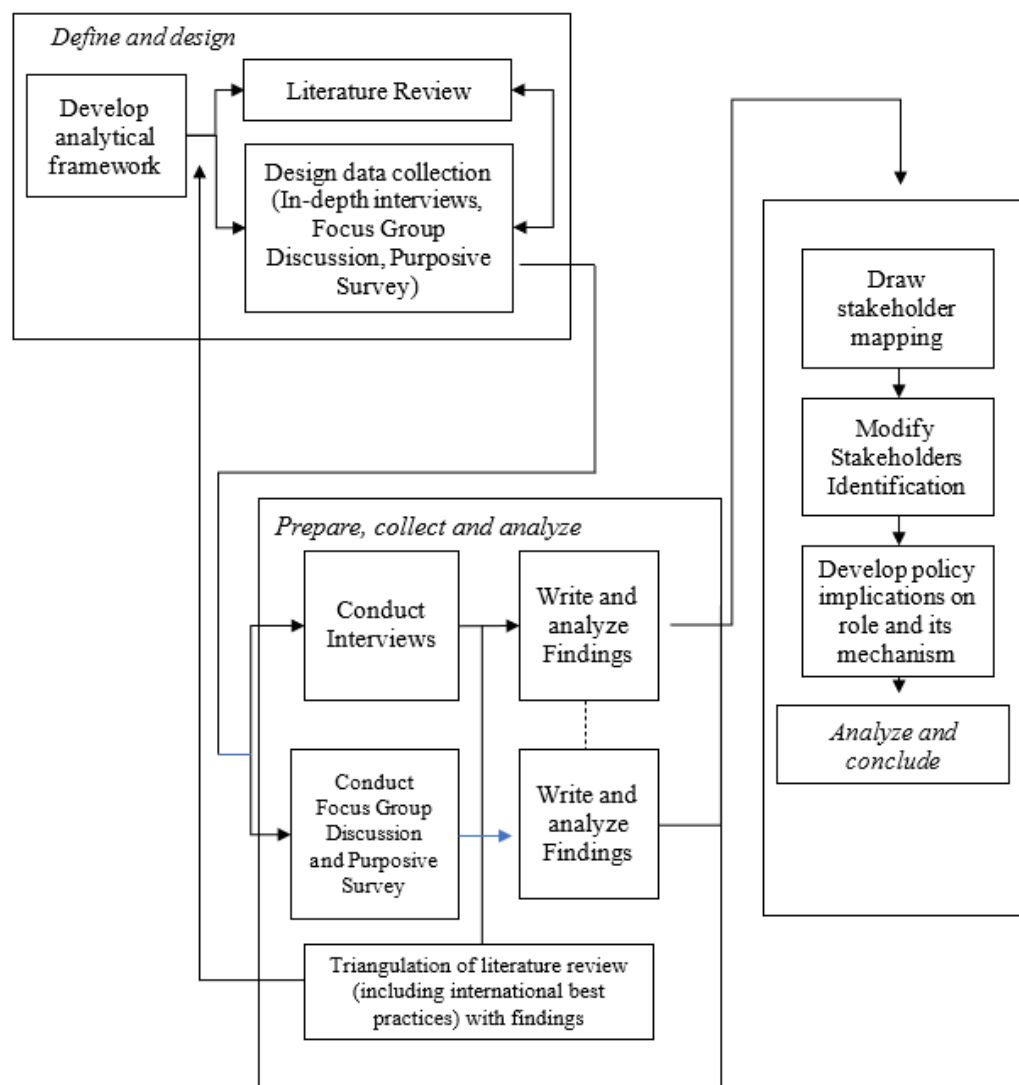 Define and design
Develop
analytical
framework
Literature Review
Design data collection
(In-depth interviews,
Focus Group
Discussion, Purposive
Survey)
Prepare, collect and analyze
Conduct
Interviews
Write and
analyze
Findings
Conduct
Focus Group
Discussion
and Purposive
Survey
Write and
analyze
Findings
Triangulation of literature review
(including international best
practices) with findings
Draw
stakeholder
mapping
Modify
Stakeholders
Identification
Develop policy
implications on
role and its
mechanism
Analyze and
conclude